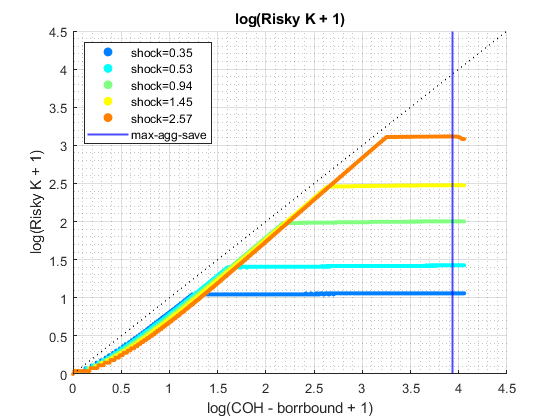 log(Risky K + 1)
4.5
4
3.5
3
2.5
2
1.5
1
0.5
0
log(Risky K + 1)
shock=0.35
shock=0.53
shock=0.94
shock=1.45
shock=2.57
max-agg-save
0 0.5 1 1.5 2 2.5 3 3.5 4 4.5
log(COH - borrbound + 1)